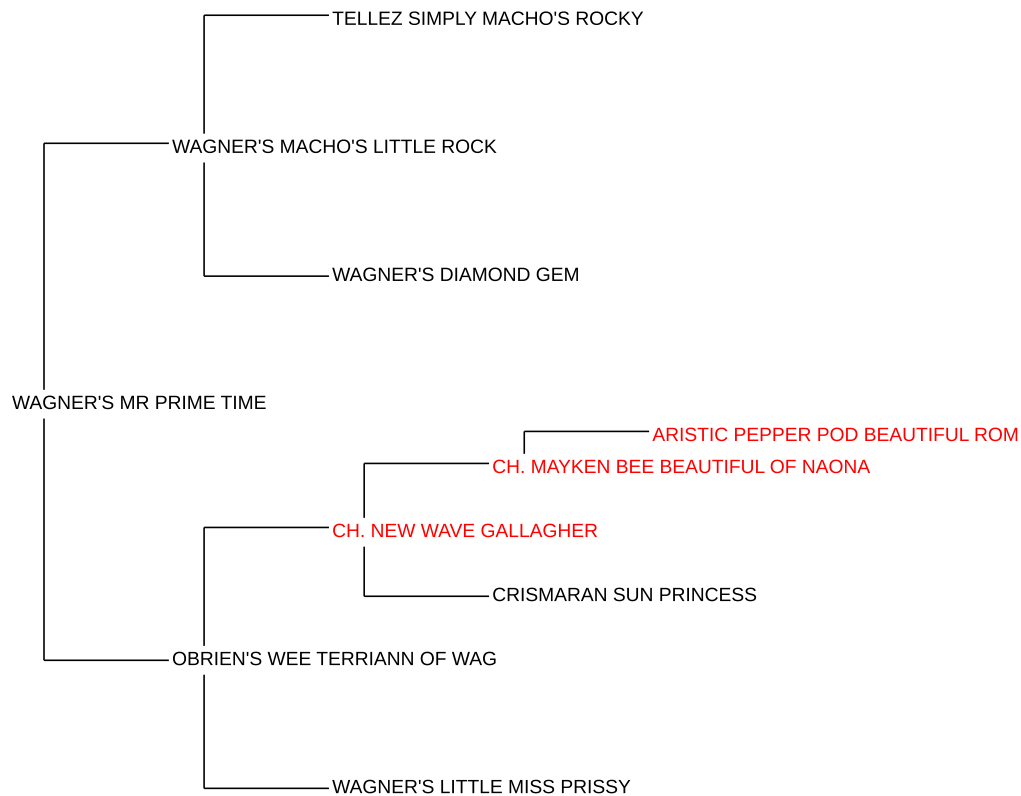 TELLEZ SIMPLY MACHO'S ROCKY
WAGNER'S MACHO'S LITTLE ROCK
WAGNER'S DIAMOND GEM
WAGNER'S MR PRIME TIME
ARISTIC PEPPER POD BEAUTIFUL ROM
CH. MAYKEN BEE BEAUTIFUL OF NAONA
CH. NEW WAVE GALLAGHER
CRISMARAN SUN PRINCESS
OBRIEN'S WEE TERRIANN OF WAG
WAGNER'S LITTLE MISS PRISSY